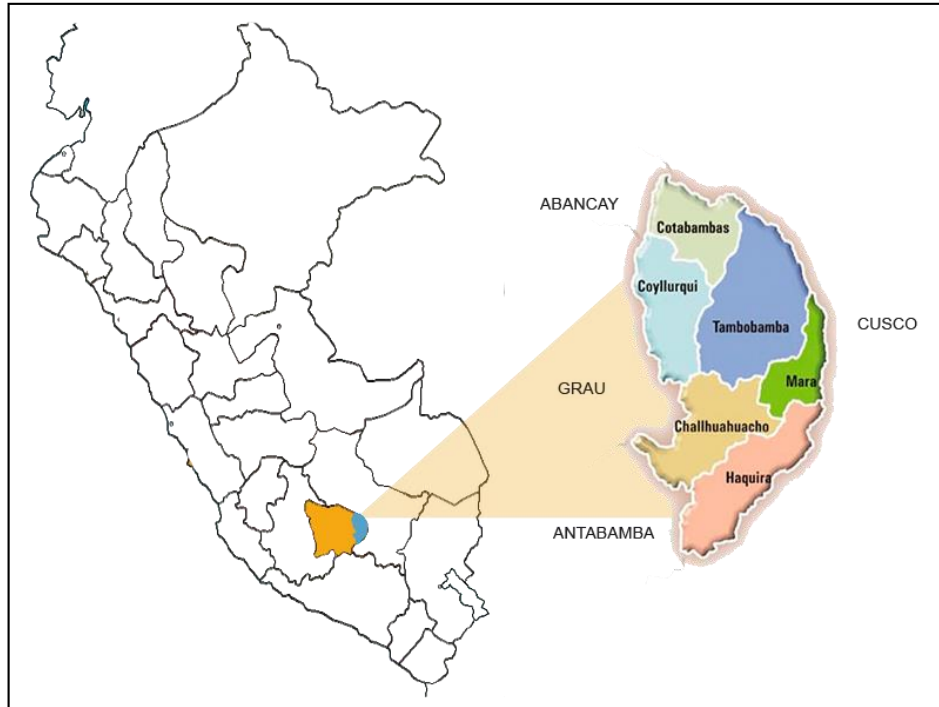 ABANCAY
Cotabambas
Coyllurqui
Tambobamba
CUSCO
Mara
GRAU
Challhuahuacho
Haquira
ANTABAMBA